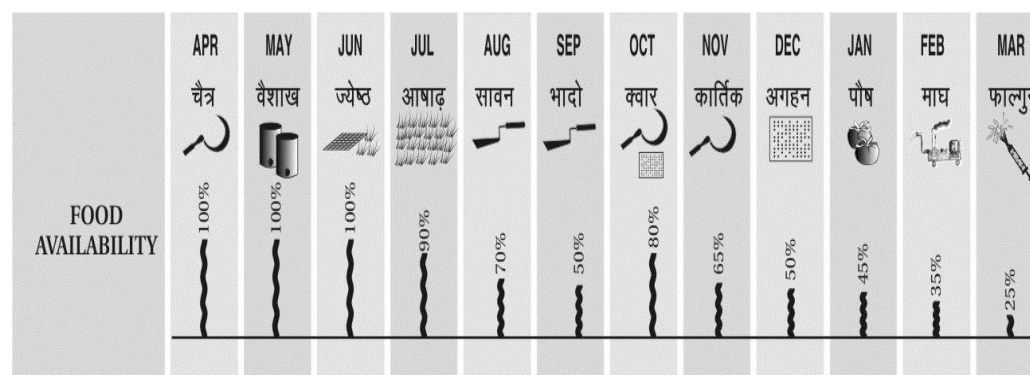 APR MAY JUN JUL AUG SEP OCT NOV DEC JAN FEB MAR
चैत्र वैशाख ज्येष्ठ आषाढ़ सावन भादो क्वार कार्तिक अगहन पौष माघ
FOOD
AVAILABILITY
100% 100% 100% 90% 70% 50% 80% 65% 50% 45% 35% 25%